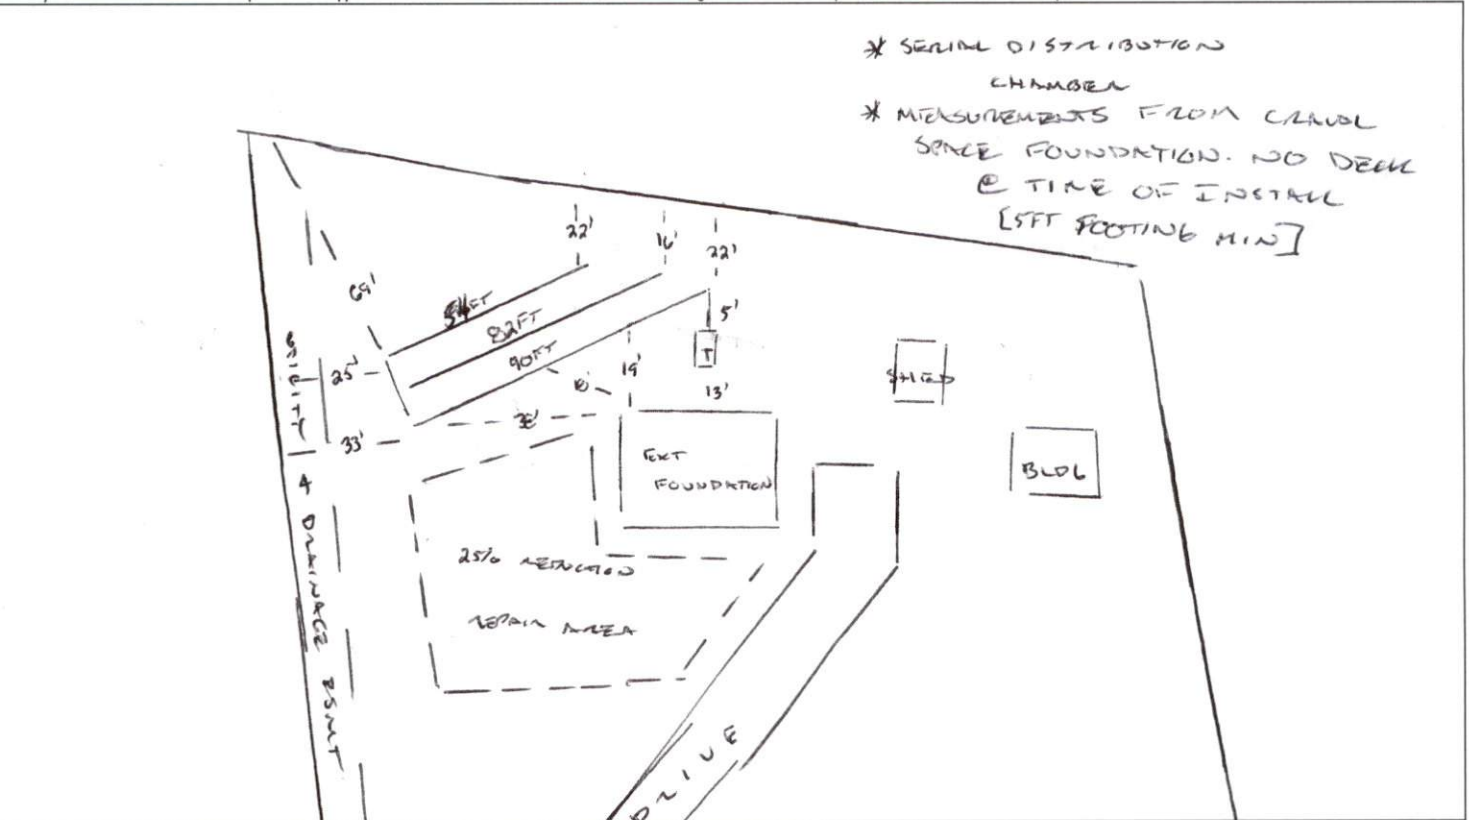 * SERIAL DISTRIBUTION
CHAMBER
* MEASUREMENTS FROM CRAWL
SPACE FOUNDATION. NO DECK
@ TIME OF INSTALL
[5FT FOOTING MIN]
22'
16'
22'
69'
5'
82FT
90FT
T
25'
19'
13'
SHED
33'
EXT
FOUNDATION
BLDG
25% REDUCTION
REPAIR AREA
& DRAINAGE ESMT
DRIVE